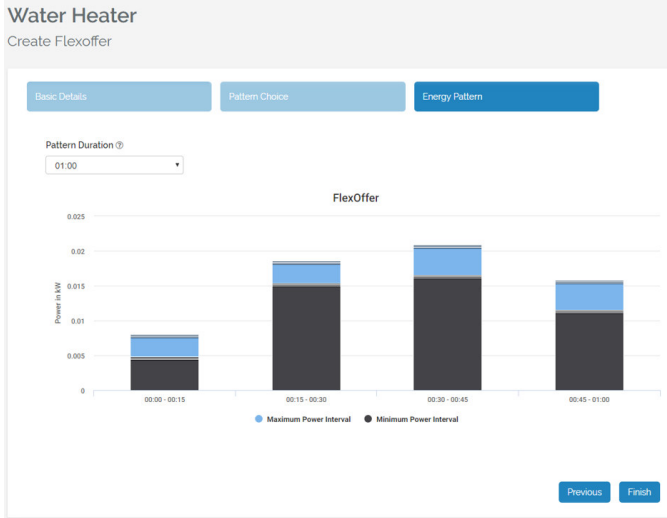 Water Heater
Create Flexoffer
Basic Details
Pattern Choice
Energy Pattern
Pattern Duration ?
01:00
FlexOffer
0.025
0.02
0.015
0.01
0.005
0
Power in kW
00:00 - 00:15
00:15 - 00:30
00:30 - 00:45
00:45 - 01:00
Maximum Power Interval
Minimum Power Interval
Previous
Finish